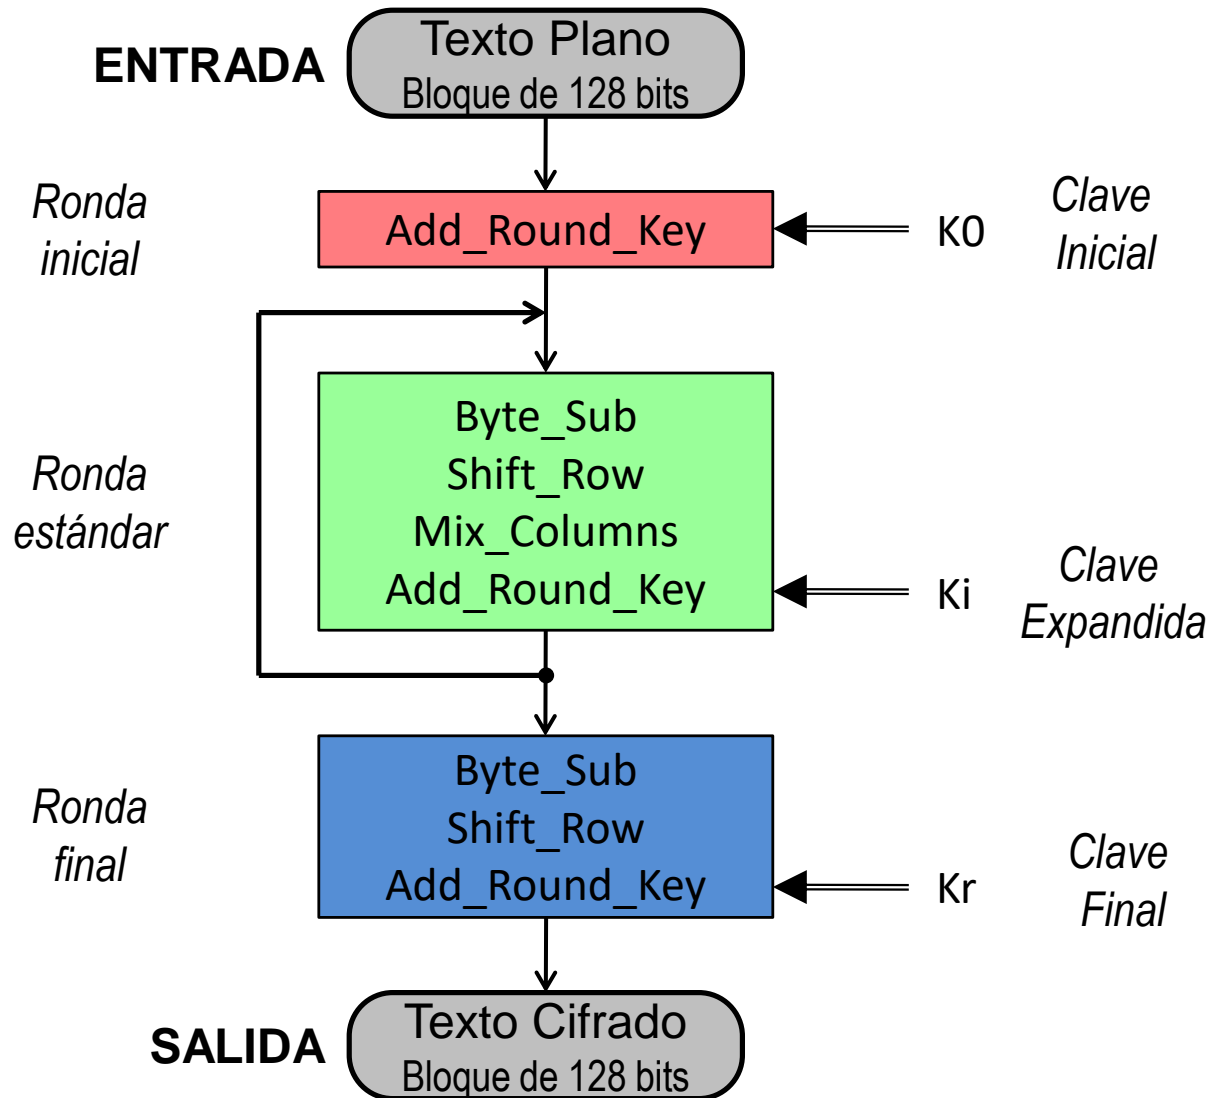 ENTRADA
Texto Plano
Bloque de 128 bits
Ronda
inicial
Add_Round_Key
K0
Clave
Inicial
Ronda
estándar
Byte_Sub
Shift_Row
Mix_Columns
Add_Round_Key
Ki
Clave
Expandida
Ronda
final
Byte_Sub
Shift_Row
Add_Round_Key
Kr
Clave
Final
SALIDA
Texto Cifrado
Bloque de 128 bits